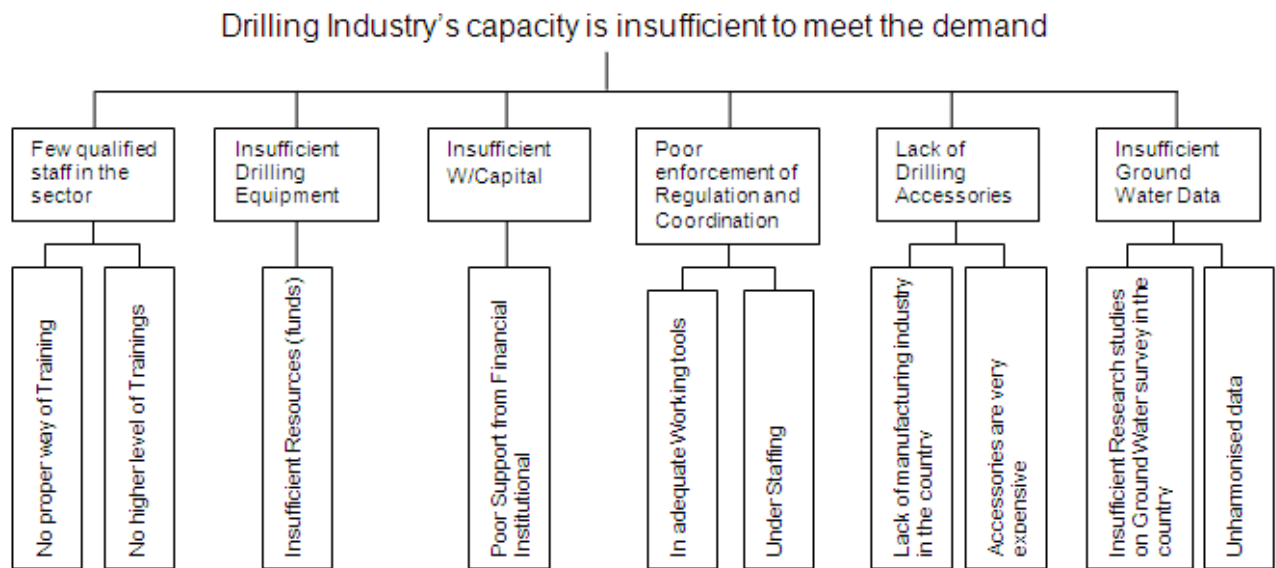 Drilling Industry's capacity is insufficient to meet the demand
Few qualified
staff in the
sector
Insufficient
Drilling
Equipment
Insufficient
W/Capital
Poor
enforcement of
Regulation and
Coordination
Lack of
Drilling
Accessories
Insufficient
Ground
Water Data
No proper way of Training
No higher level of Trainings
Insufficient Resources (funds)
Poor Support from Financial
Institutional
In adequate Working tools
Under Staffing
Lack of manufacturing industry
in the country
Accessories are very
expensive
Insufficient Research studies
on Ground Water survey in the
country
Unharmonised data